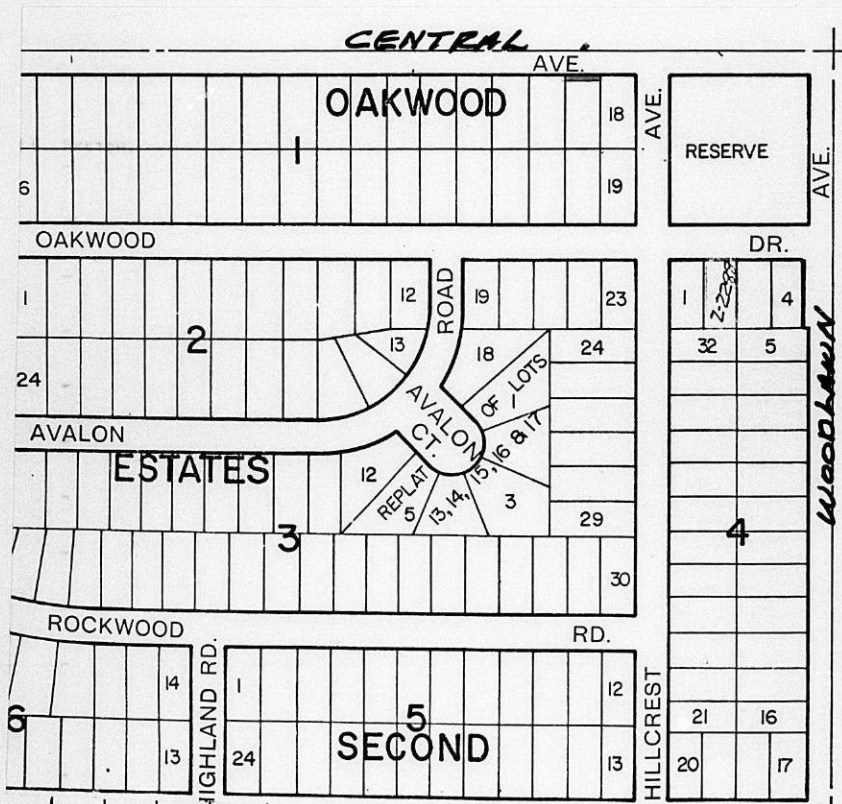 CENTRAL
AVE.
OAKWOOD
18
AVE.
1
RESERVE
AVE.
6
19
OAKWOOD
DR.
1
12
ROAD
19
23
1
2-2288
4
2
13
18
24
32
5
WOODLAWN
24
OF LOTS
AVALON CT.
AVALON
ESTATES
12
REPLAT
13, 14, 15, 16 & 17
5
3
29
3
4
30
ROCKWOOD
RD.
HIGHLAND RD.
14
1
12
HILLCREST
21
16
6
5
SECOND
13
24
13
20
17